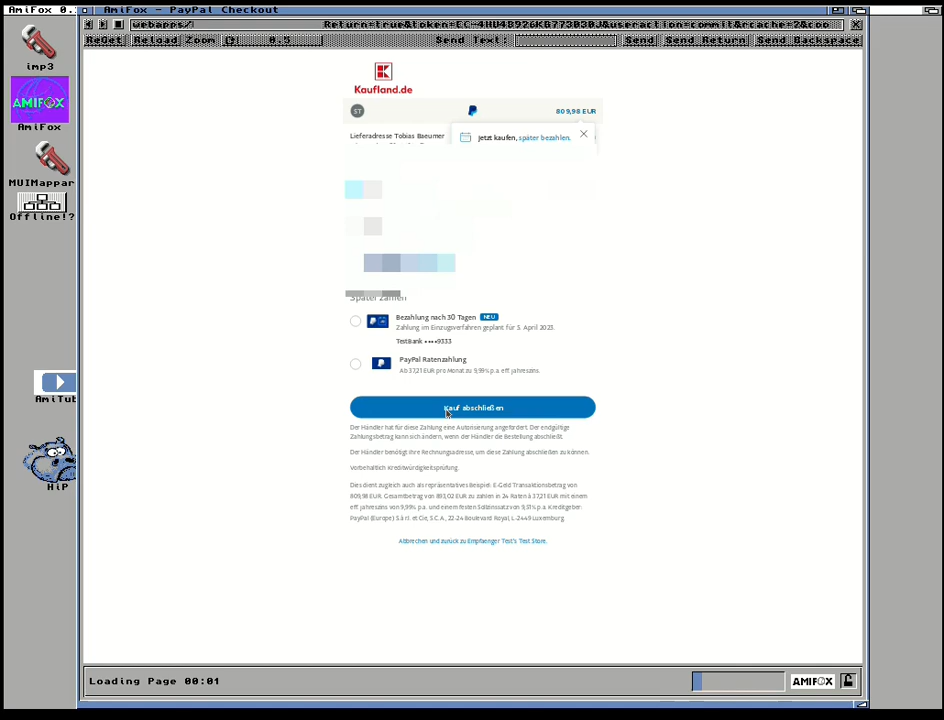 AmiFox - PayPal Checkout
webapps/
Return=true&token=EC-4HU48926KG773030J&useraction=commit&rcache=2&coo
ReGet Reload Zoom 0.5 Send Text: Send Send Return Send Backspace
imp3
AMIFOX
AmiFox
MUIMappar
Offline!?
AmiTub
HiP
Kaufland.de
ST
809,98 EUR
Lieferadresse Tobias Baeumer
Jetzt kaufen, später bezahlen.
Später zahlen
Bezahlung nach 30 Tagen NEU
Zahlung im Einzugsverfahren geplant für 5. April 2023.
TestBank ••••9333
PayPal Ratenzahlung
Ab 37,21 EUR pro Monat zu 9,99% p.a. eff. Jahreszins.
Kauf abschließen
Der Händler hat für diese Zahlung eine Autorisierung angefordert. Der endgültige
Zahlungsbetrag kann sich ändern, wenn der Händler die Bestellung abschließt.
Der Händler benötigt Ihre Rechnungsadresse, um diese Zahlung abschließen zu können.
Vorbehaltlich Kreditwürdigkeitsprüfung.
Dies dient zugleich auch als repräsentatives Beispiel: E-Geld Transaktionsbetrag von
809,98 EUR. Gesamtbetrag von 893,02 EUR zu zahlen in 24 Raten à 37,21 EUR mit einem
eff. Jahreszins von 9,99% p.a. und einem festen Sollzinssatz von 9,51% p.a. Kreditgeber:
PayPal (Europe) S.à r.l. et Cie, S.C.A., 22-24 Boulevard Royal, L-2449 Luxemburg.
Abbrechen und zurück zu Empfaenger Test's Test Store.
Loading Page 00:01
AMIFOX